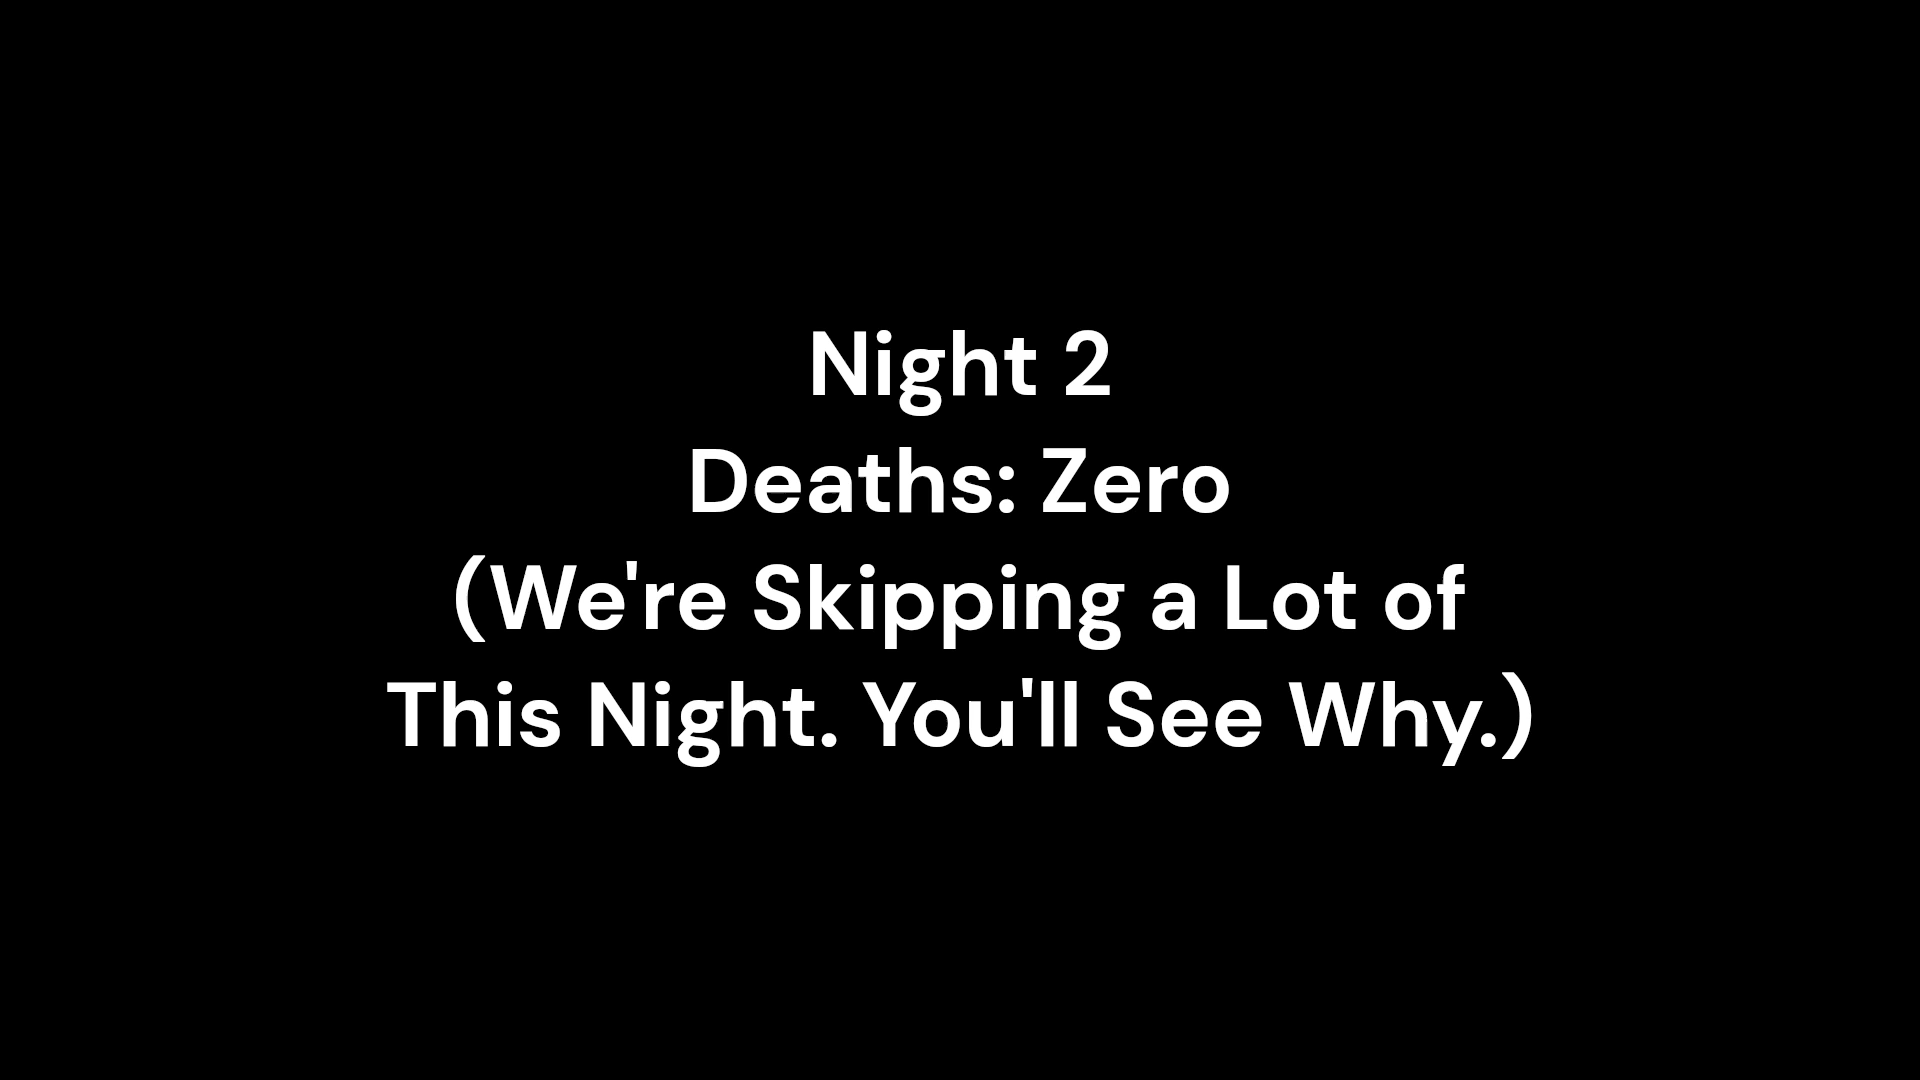 Night 2
Deaths: Zero
(We're Skipping a Lot of
This Night. You'll See Why.)